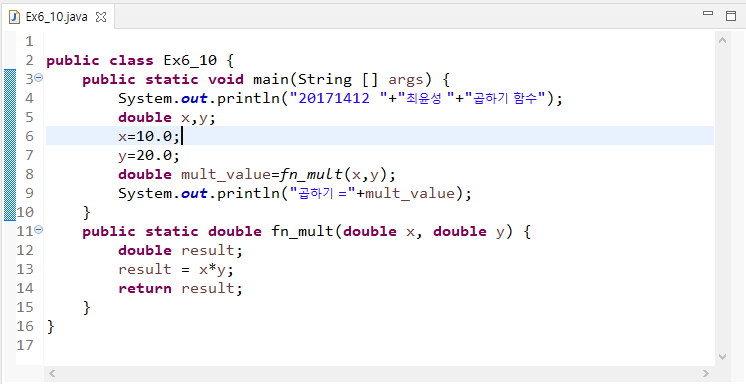 Ex6_10.java
1
2 public class Ex6_10 {
3 public static void main(String [] args) {
4 System.out.println("20171412 "+"최윤성 "+"곱하기 함수");
5 double x,y;
6 x=10.0;
7 y=20.0;
8 double mult_value=fn_mult(x,y);
9 System.out.println("곱하기 ="+mult_value);
10 }
11 public static double fn_mult(double x, double y) {
12 double result;
13 result = x*y;
14 return result;
15 }
16 }
17